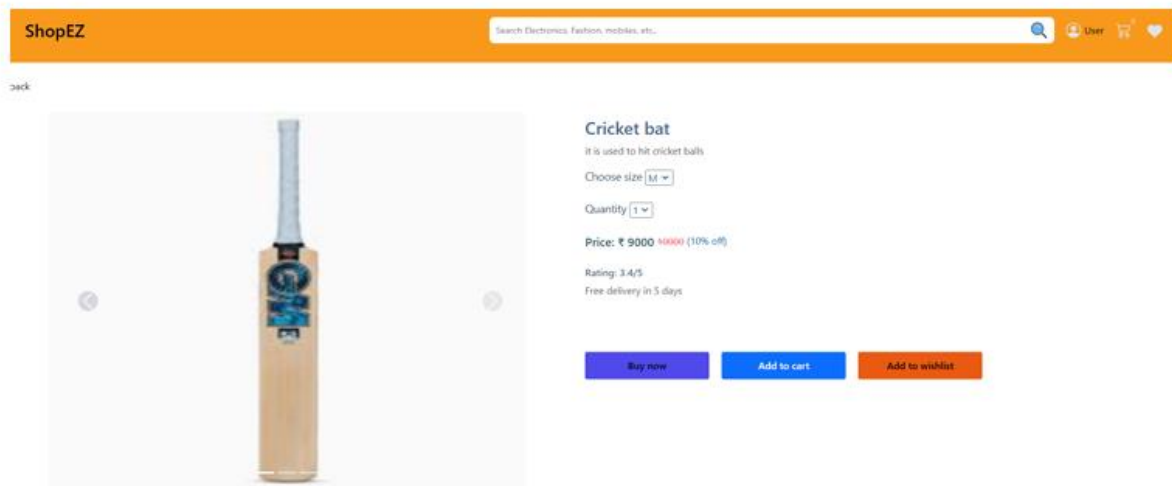 ShopEZ
Search Electronics, Fashion, mobiles, etc..,
User
back
Cricket bat
it is used to hit cricket balls
Choose size M
Quantity 1
Price: ₹ 9000 10000 (10% off)
Rating: 3.4/5
Free delivery in 5 days
Buy now
Add to cart
Add to wishlist
GM